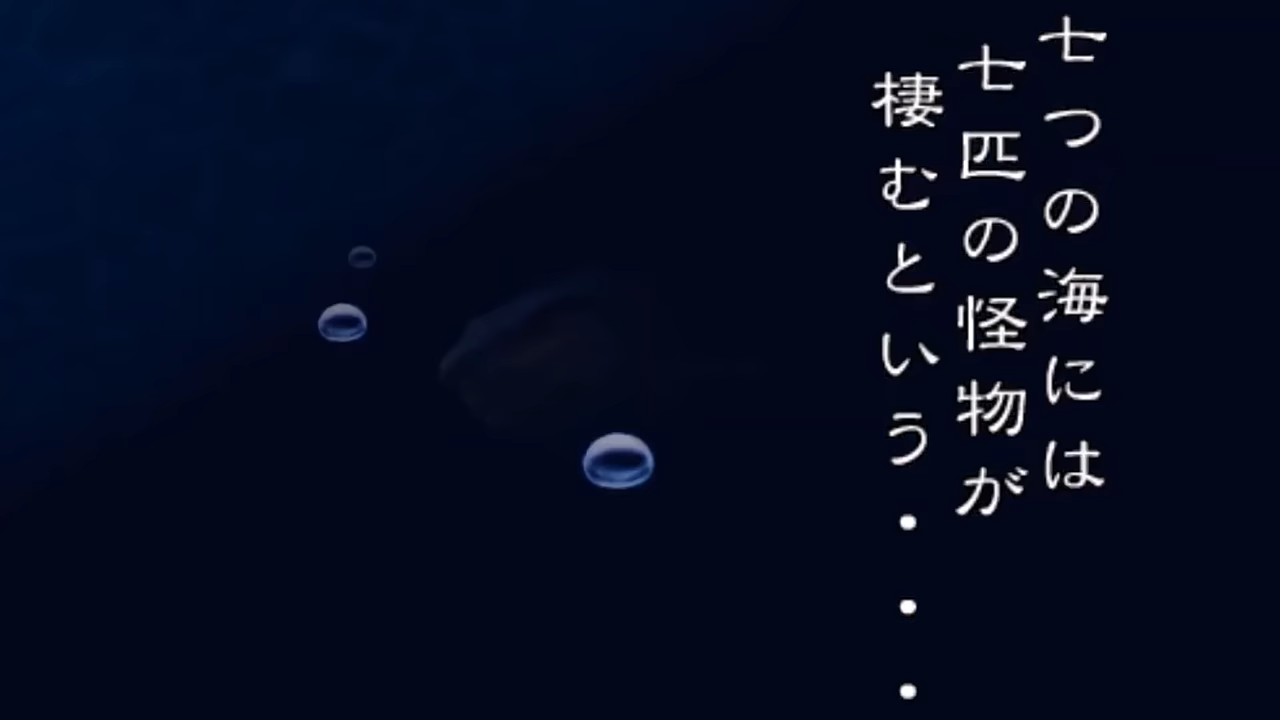 七つの海には
七匹の怪物が
棲むという・・・